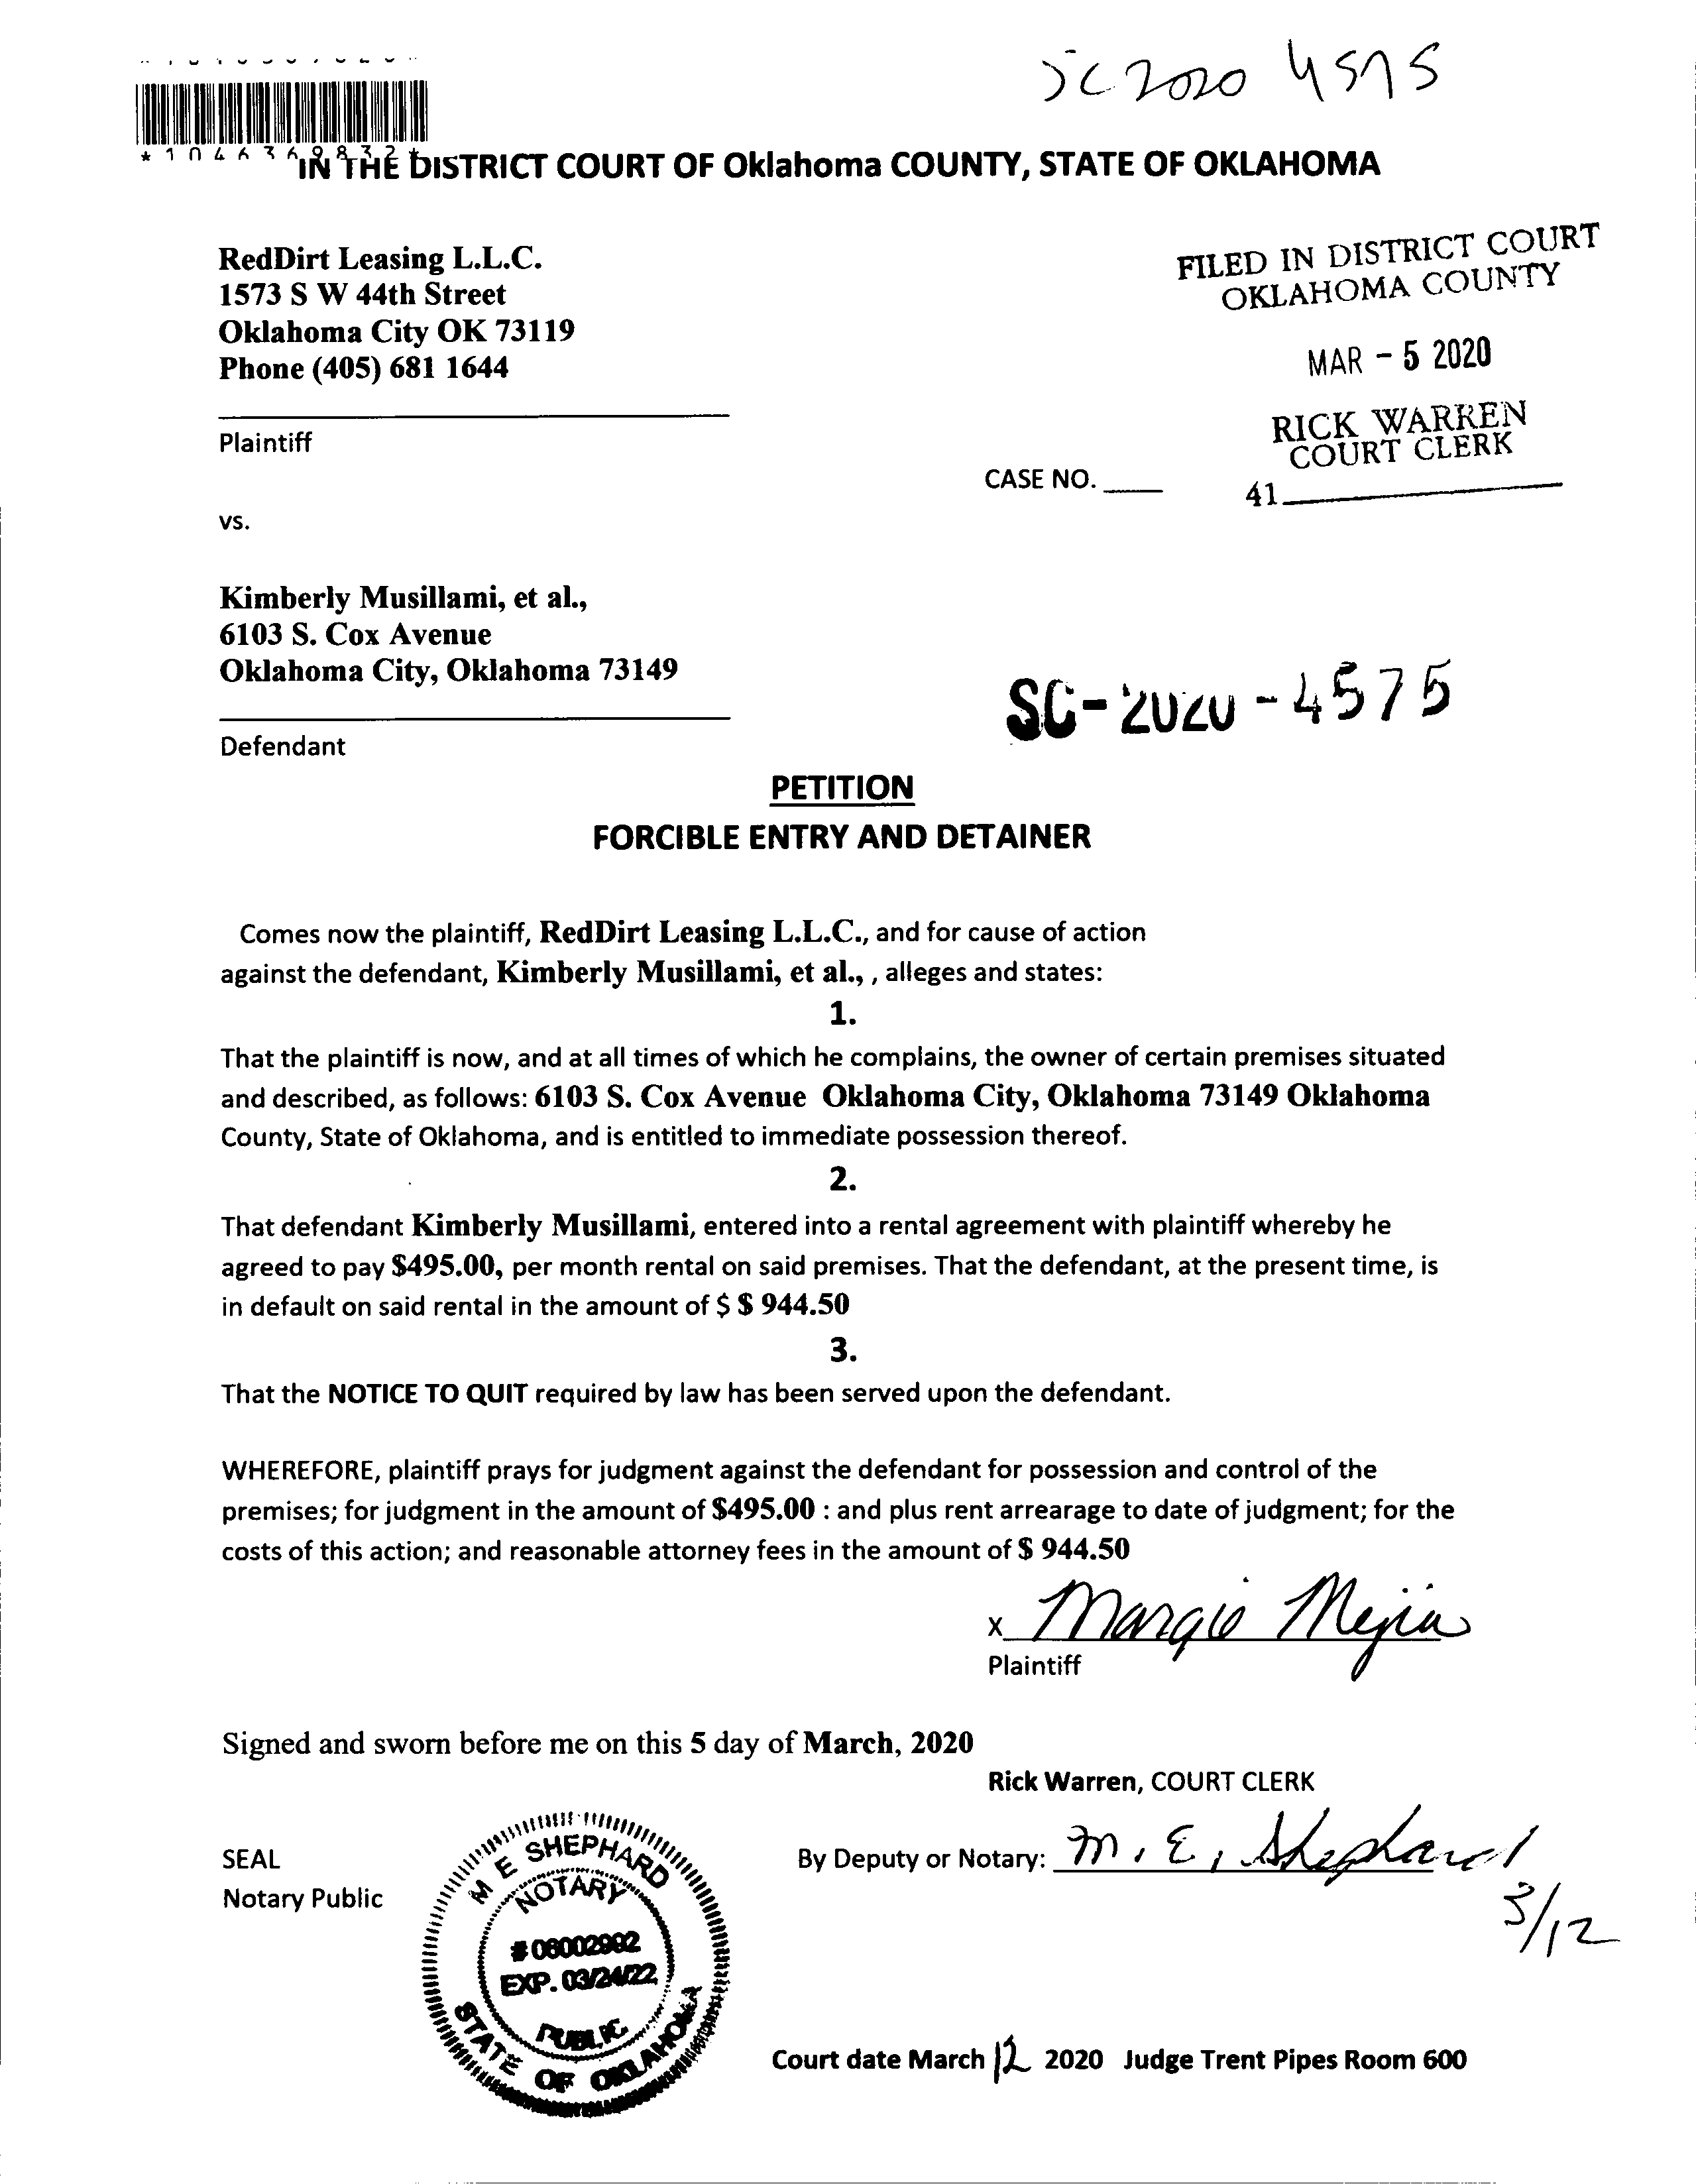 SC 2020 4575
*1046369832*
IN THE DISTRICT COURT OF Oklahoma COUNTY, STATE OF OKLAHOMA
RedDirt Leasing L.L.C.
1573 S W 44th Street
Oklahoma City OK 73119
Phone (405) 681 1644
Plaintiff
FILED IN DISTRICT COURT
OKLAHOMA COUNTY
MAR - 5 2020
RICK WARREN
COURT CLERK
41
CASE NO.
vs.
Kimberly Musillami, et al.,
6103 S. Cox Avenue
Oklahoma City, Oklahoma 73149
Defendant
SC-2020-4575
PETITION
FORCIBLE ENTRY AND DETAINER
Comes now the plaintiff, RedDirt Leasing L.L.C., and for cause of action
against the defendant, Kimberly Musillami, et al., , alleges and states:
1.
That the plaintiff is now, and at all times of which he complains, the owner of certain premises situated
and described, as follows: 6103 S. Cox Avenue Oklahoma City, Oklahoma 73149 Oklahoma
County, State of Oklahoma, and is entitled to immediate possession thereof.
2.
That defendant Kimberly Musillami, entered into a rental agreement with plaintiff whereby he
agreed to pay $495.00, per month rental on said premises. That the defendant, at the present time, is
in default on said rental in the amount of $ $ 944.50
3.
That the NOTICE TO QUIT required by law has been served upon the defendant.
WHEREFORE, plaintiff prays for judgment against the defendant for possession and control of the
premises; for judgment in the amount of $495.00 : and plus rent arrearage to date of judgment; for the
costs of this action; and reasonable attorney fees in the amount of $ 944.50
x Margie Mejia
Plaintiff
Signed and sworn before me on this 5 day of March, 2020
Rick Warren, COURT CLERK
SEAL
Notary Public
M E SHEPHARD
NOTARY
#08002992
EXP. 03/24/22
PUBLIC
STATE OF OKLAHOMA
By Deputy or Notary: M. E. Shephard
3/12
Court date March 12 2020 Judge Trent Pipes Room 600